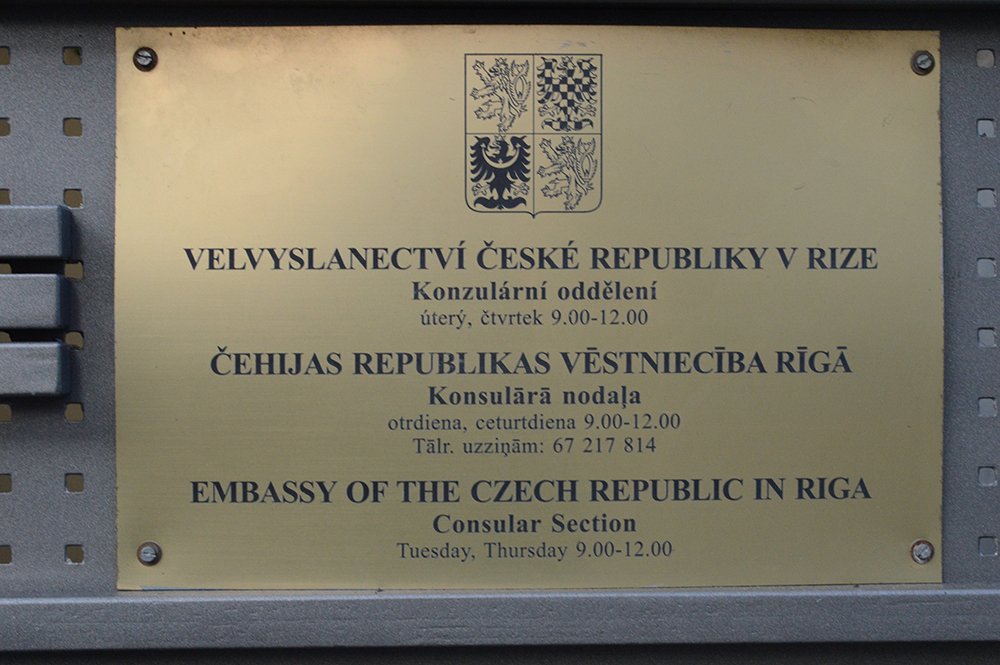 VELVYSLANECTVÍ ČESKÉ REPUBLIKY V RIZE
Konzulární oddělení
úterý, čtvrtek 9.00-12.00
ČEHIJAS REPUBLIKAS VĒSTNIECĪBA RĪGĀ
Konsulārā nodaļa
otrdiena, ceturtdiena 9.00-12.00
Tālr. uzziņām: 67 217 814
EMBASSY OF THE CZECH REPUBLIC IN RIGA
Consular Section
Tuesday, Thursday 9.00-12.00